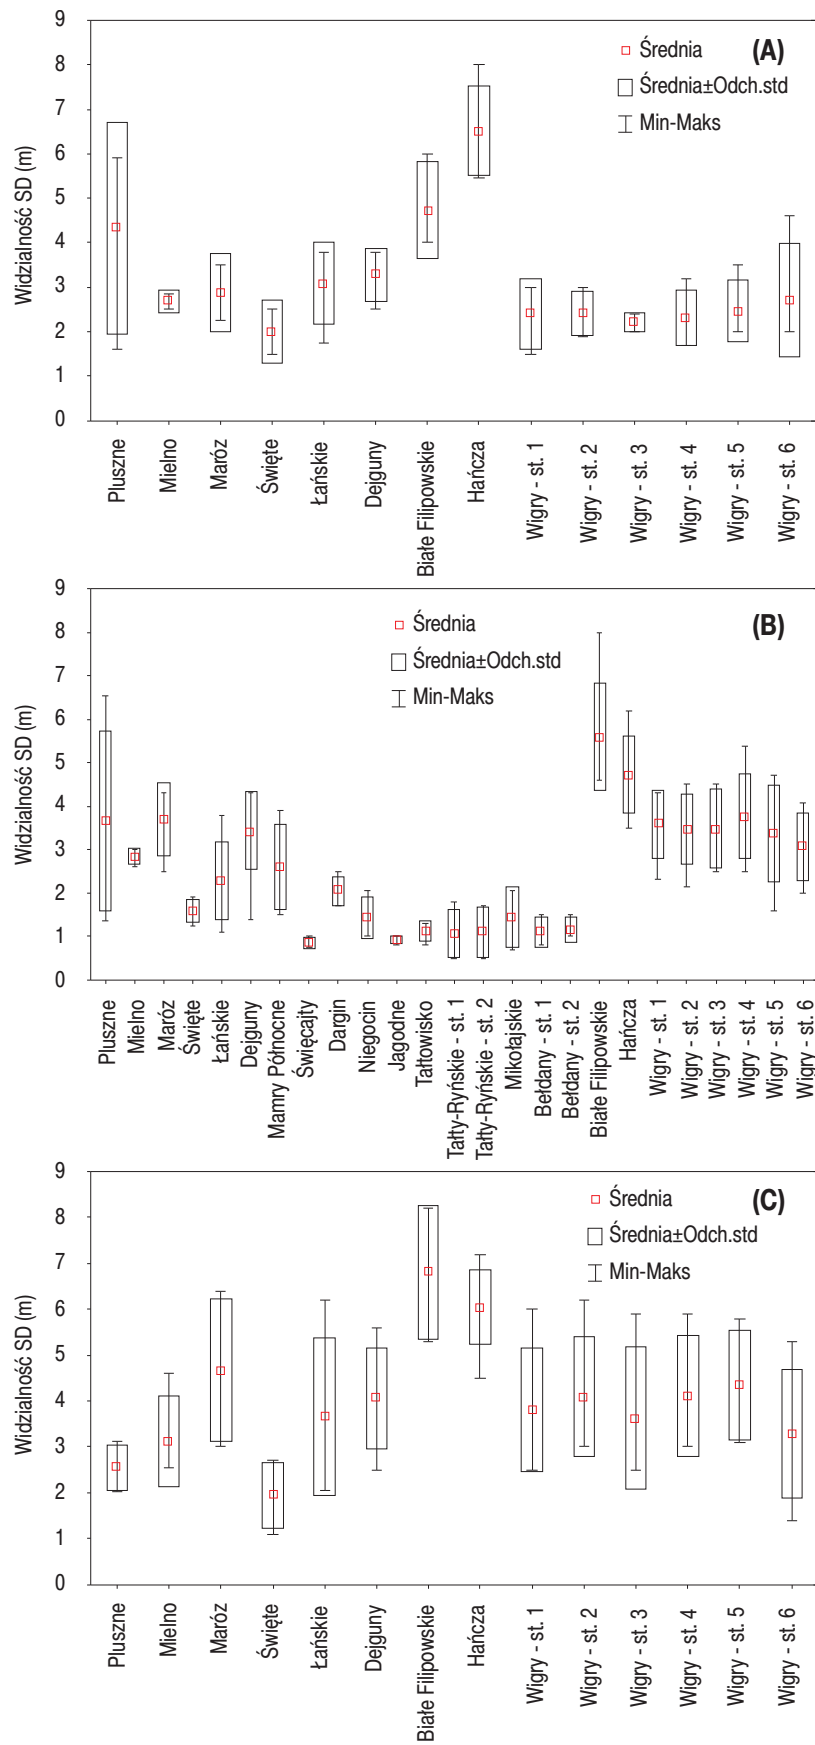 (A)
Średnia
Średnia±Odch.std
Min-Maks
Widzialność SD (m)
9
8
7
6
5
4
3
2
1
0
Pluszne
Mielno
Maróz
Święte
Łańskie
Dejguny
Białe Filipowskie
Hańcza
Wigry - st. 1
Wigry - st. 2
Wigry - st. 3
Wigry - st. 4
Wigry - st. 5
Wigry - st. 6
(B)
Średnia
Średnia±Odch.std
Min-Maks
Widzialność SD (m)
9
8
7
6
5
4
3
2
1
0
Pluszne
Mielno
Maróz
Święte
Łańskie
Dejguny
Mamry Północne
Święcajty
Dargin
Niegocin
Jagodne
Tałtowisko
Tałty-Ryńskie - st. 1
Tałty-Ryńskie - st. 2
Mikołajskie
Bełdany - st. 1
Bełdany - st. 2
Białe Filipowskie
Hańcza
Wigry - st. 1
Wigry - st. 2
Wigry - st. 3
Wigry - st. 4
Wigry - st. 5
Wigry - st. 6
(C)
Średnia
Średnia±Odch.std
Min-Maks
Widzialność SD (m)
9
8
7
6
5
4
3
2
1
0
Pluszne
Mielno
Maróz
Święte
Łańskie
Dejguny
Białe Filipowskie
Hańcza
Wigry - st. 1
Wigry - st. 2
Wigry - st. 3
Wigry - st. 4
Wigry - st. 5
Wigry - st. 6